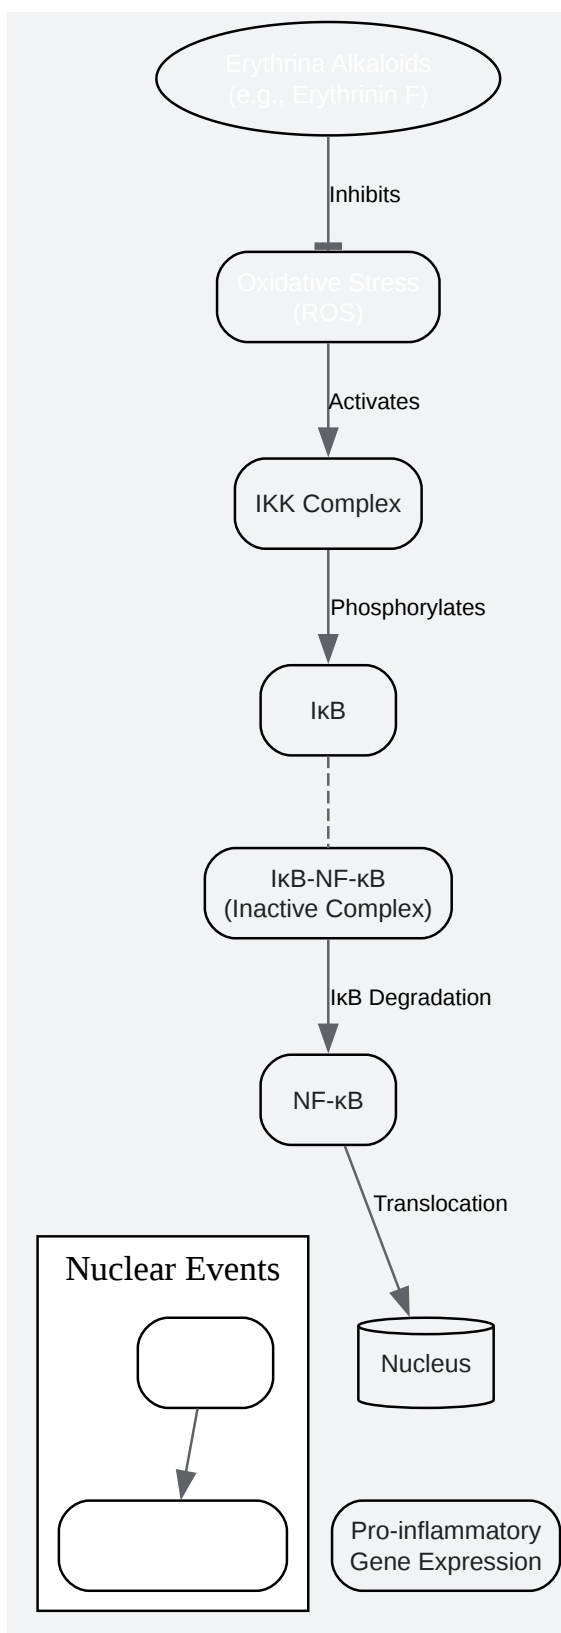 Erythrina Alkaloids
(e.g., Erythrinin F)
Inhibits
Oxidative Stress
(ROS)
Activates
IKK Complex
Phosphorylates
IκB
IκB-NF-κB
(Inactive Complex)
IκB Degradation
NF-κB
Translocation
Nuclear Events
Nucleus
Pro-inflammatory
Gene Expression